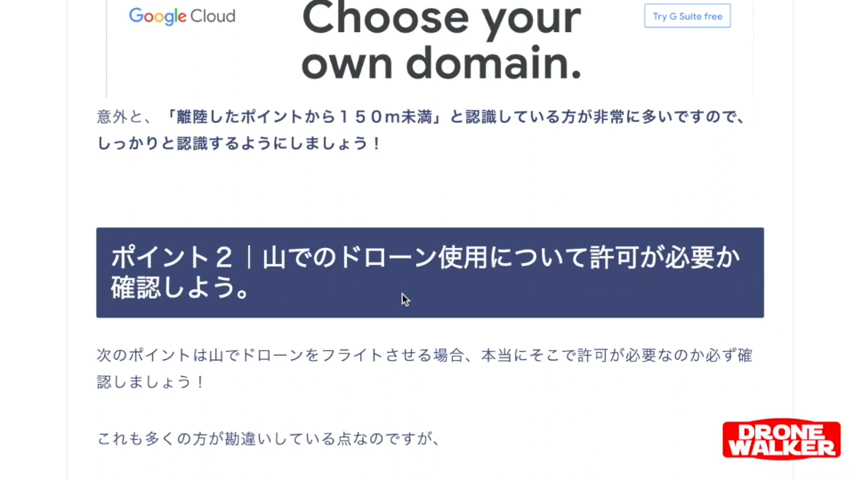 Google Cloud
Choose your
own domain.
Try G Suite free
意外と、「離陸したポイントから１５０ｍ未満」と認識している方が非常に多いですので、
しっかりと認識するようにしましょう！
ポイント２｜山でのドローン使用について許可が必要か
確認しよう。
次のポイントは山でドローンをフライトさせる場合、本当にそこで許可が必要なのか必ず確
認しましょう！
これも多くの方が勘違いしている点なのですが、
DRONE
WALKER